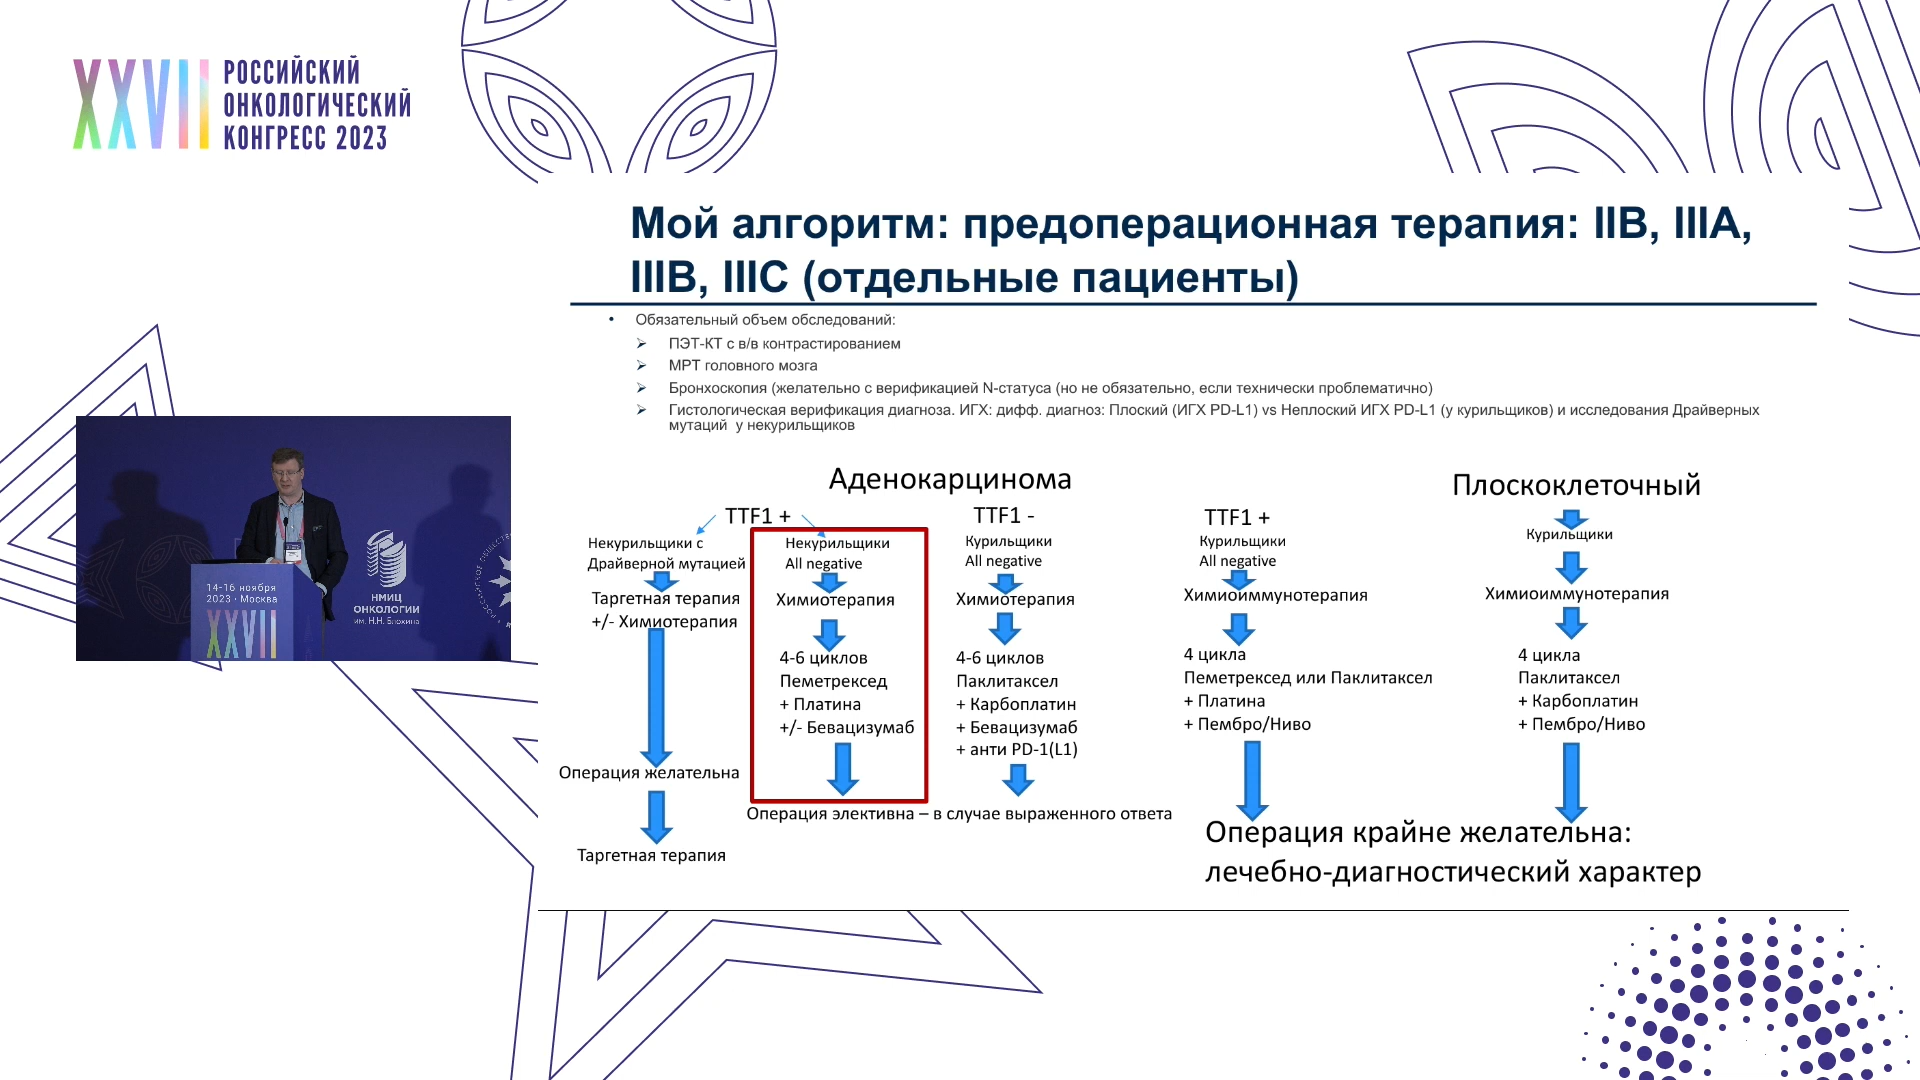 XXVII
РОССИЙСКИЙ
ОНКОЛОГИЧЕСКИЙ
КОНГРЕСС 2023
Мой алгоритм: предоперационная терапия: IIB, IIIA,
IIIB, IIIC (отдельные пациенты)
• Обязательный объем обследований:
ПЭТ-КТ с в/в контрастированием
МРТ головного мозга
Бронхоскопия (желательно с верификацией N-статуса (но не обязательно, если технически проблематично)
Гистологическая верификация диагноза. ИГХ: дифф. диагноз: Плоский (ИГХ PD-L1) vs Неплоский ИГХ PD-L1 (у курильщиков) и исследования Драйверных
мутаций у некурильщиков
Аденокарцинома
TTF1 +
Некурильщики с
Драйверной мутацией
Таргетная терапия
+/- Химиотерапия
Операция желательна
Таргетная терапия
Некурильщики
All negative
Химиотерапия
4-6 циклов
Пеметрексед
+ Платина
+/- Бевацизумаб
TTF1 -
Курильщики
All negative
Химиотерапия
4-6 циклов
Паклитаксел
+ Карбоплатин
+ Бевацизумаб
+ анти PD-1(L1)
Операция элективна – в случае выраженного ответа
TTF1 +
Курильщики
All negative
Химиоиммунотерапия
4 цикла
Пеметрексед или Паклитаксел
+ Платина
+ Пембро/Ниво
Плоскоклеточный
Курильщики
Химиоиммунотерапия
4 цикла
Паклитаксел
+ Карбоплатин
+ Пембро/Ниво
Операция крайне желательна:
лечебно-диагностический характер
14-16 ноября
2023 • Москва
XXVII
НМИЦ
ОНКОЛОГИИ
им. Н.Н. Блохина